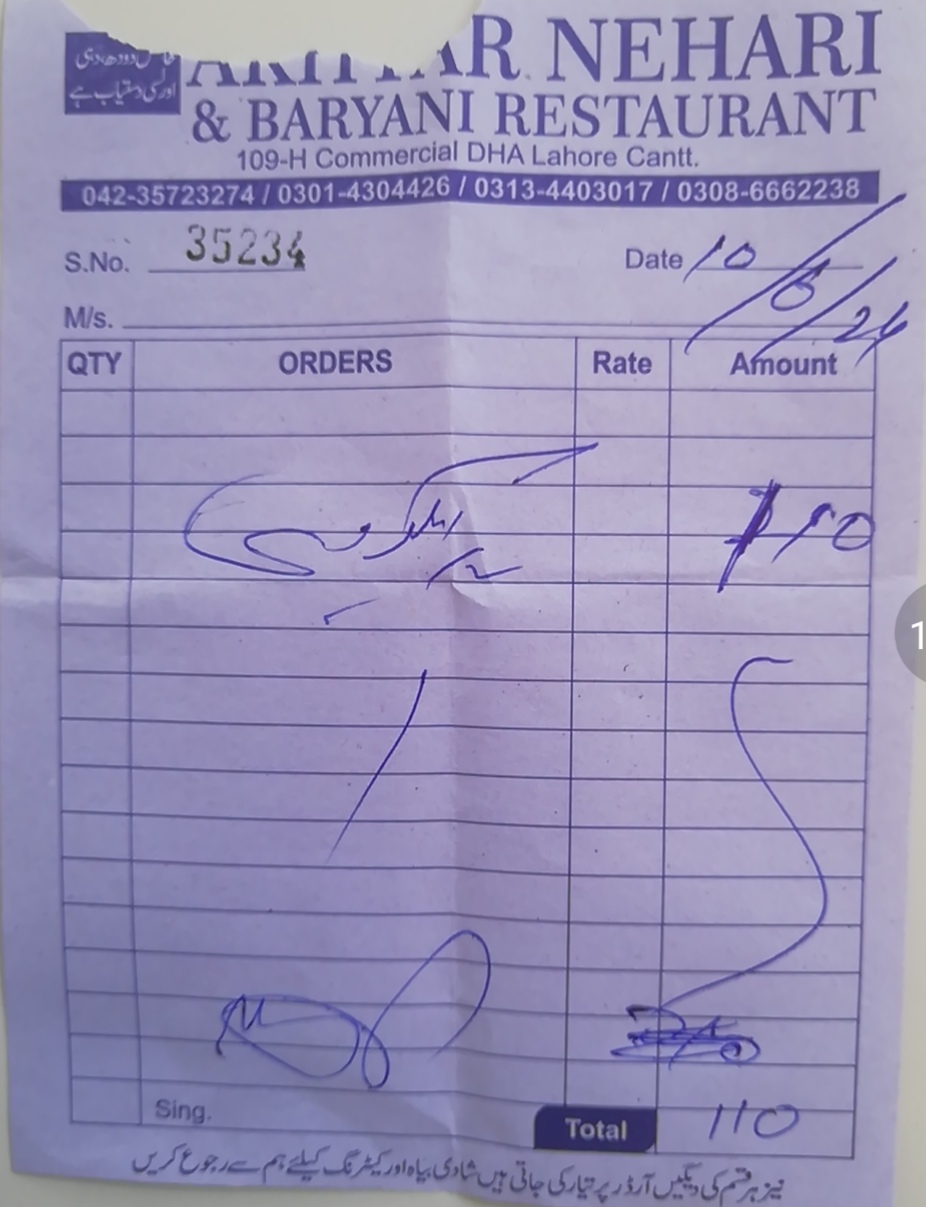 خالص دودھ دہی
اور لسی دستیاب ہے
AKHTAR NEHARI
& BARYANI RESTAURANT
109-H Commercial DHA Lahore Cantt.
042-35723274 / 0301-4304426 / 0313-4403017 / 0308-6662238
S.No. 35234 Date 10/6/24
M/s.
QTY ORDERS Rate Amount
110
Sing. Total 110
نیز ہر قسم کی دیگیں آرڈر پر تیار کی جاتی ہیں شادی بیاہ اور کیٹرنگ کیلئے ہم سے رجوع کریں
1